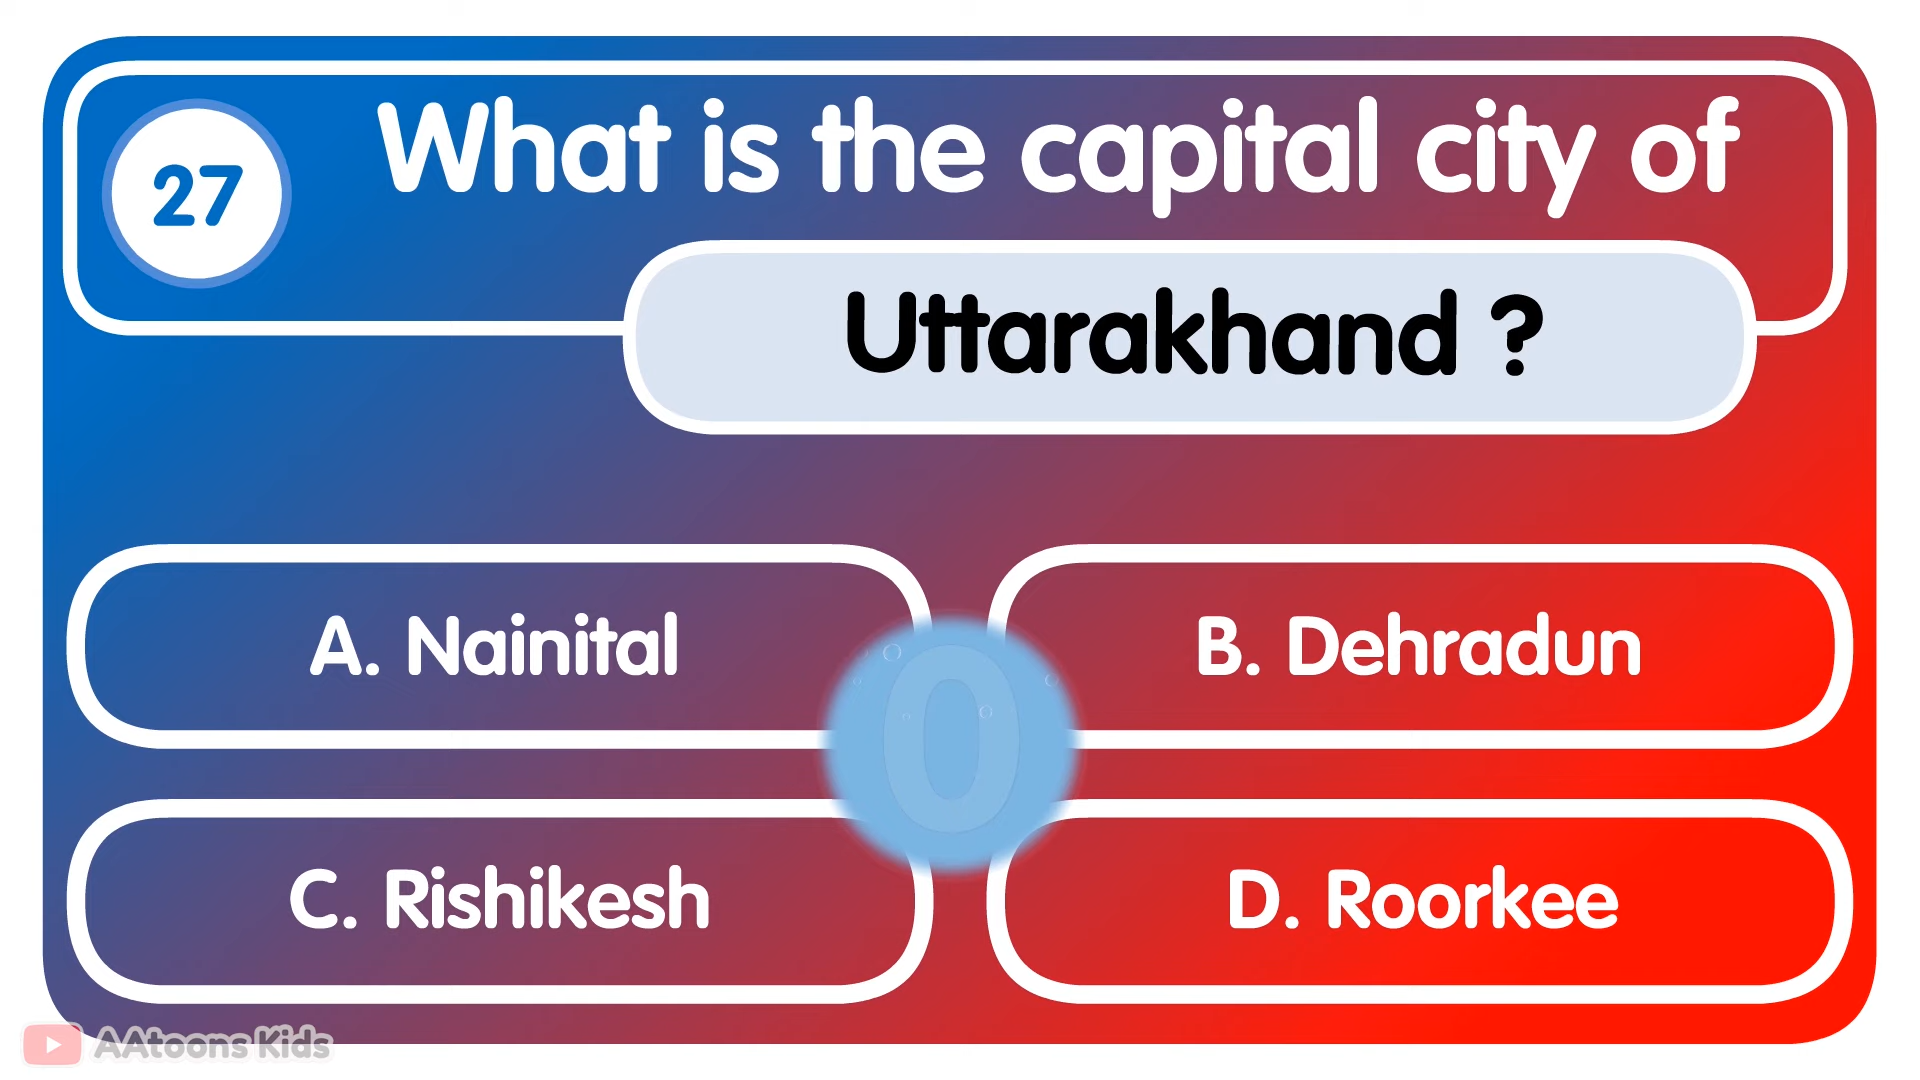 27
What is the capital city of
Uttarakhand ?
A. Nainital
B. Dehradun
0
C. Rishikesh
D. Roorkee
AAtoons Kids